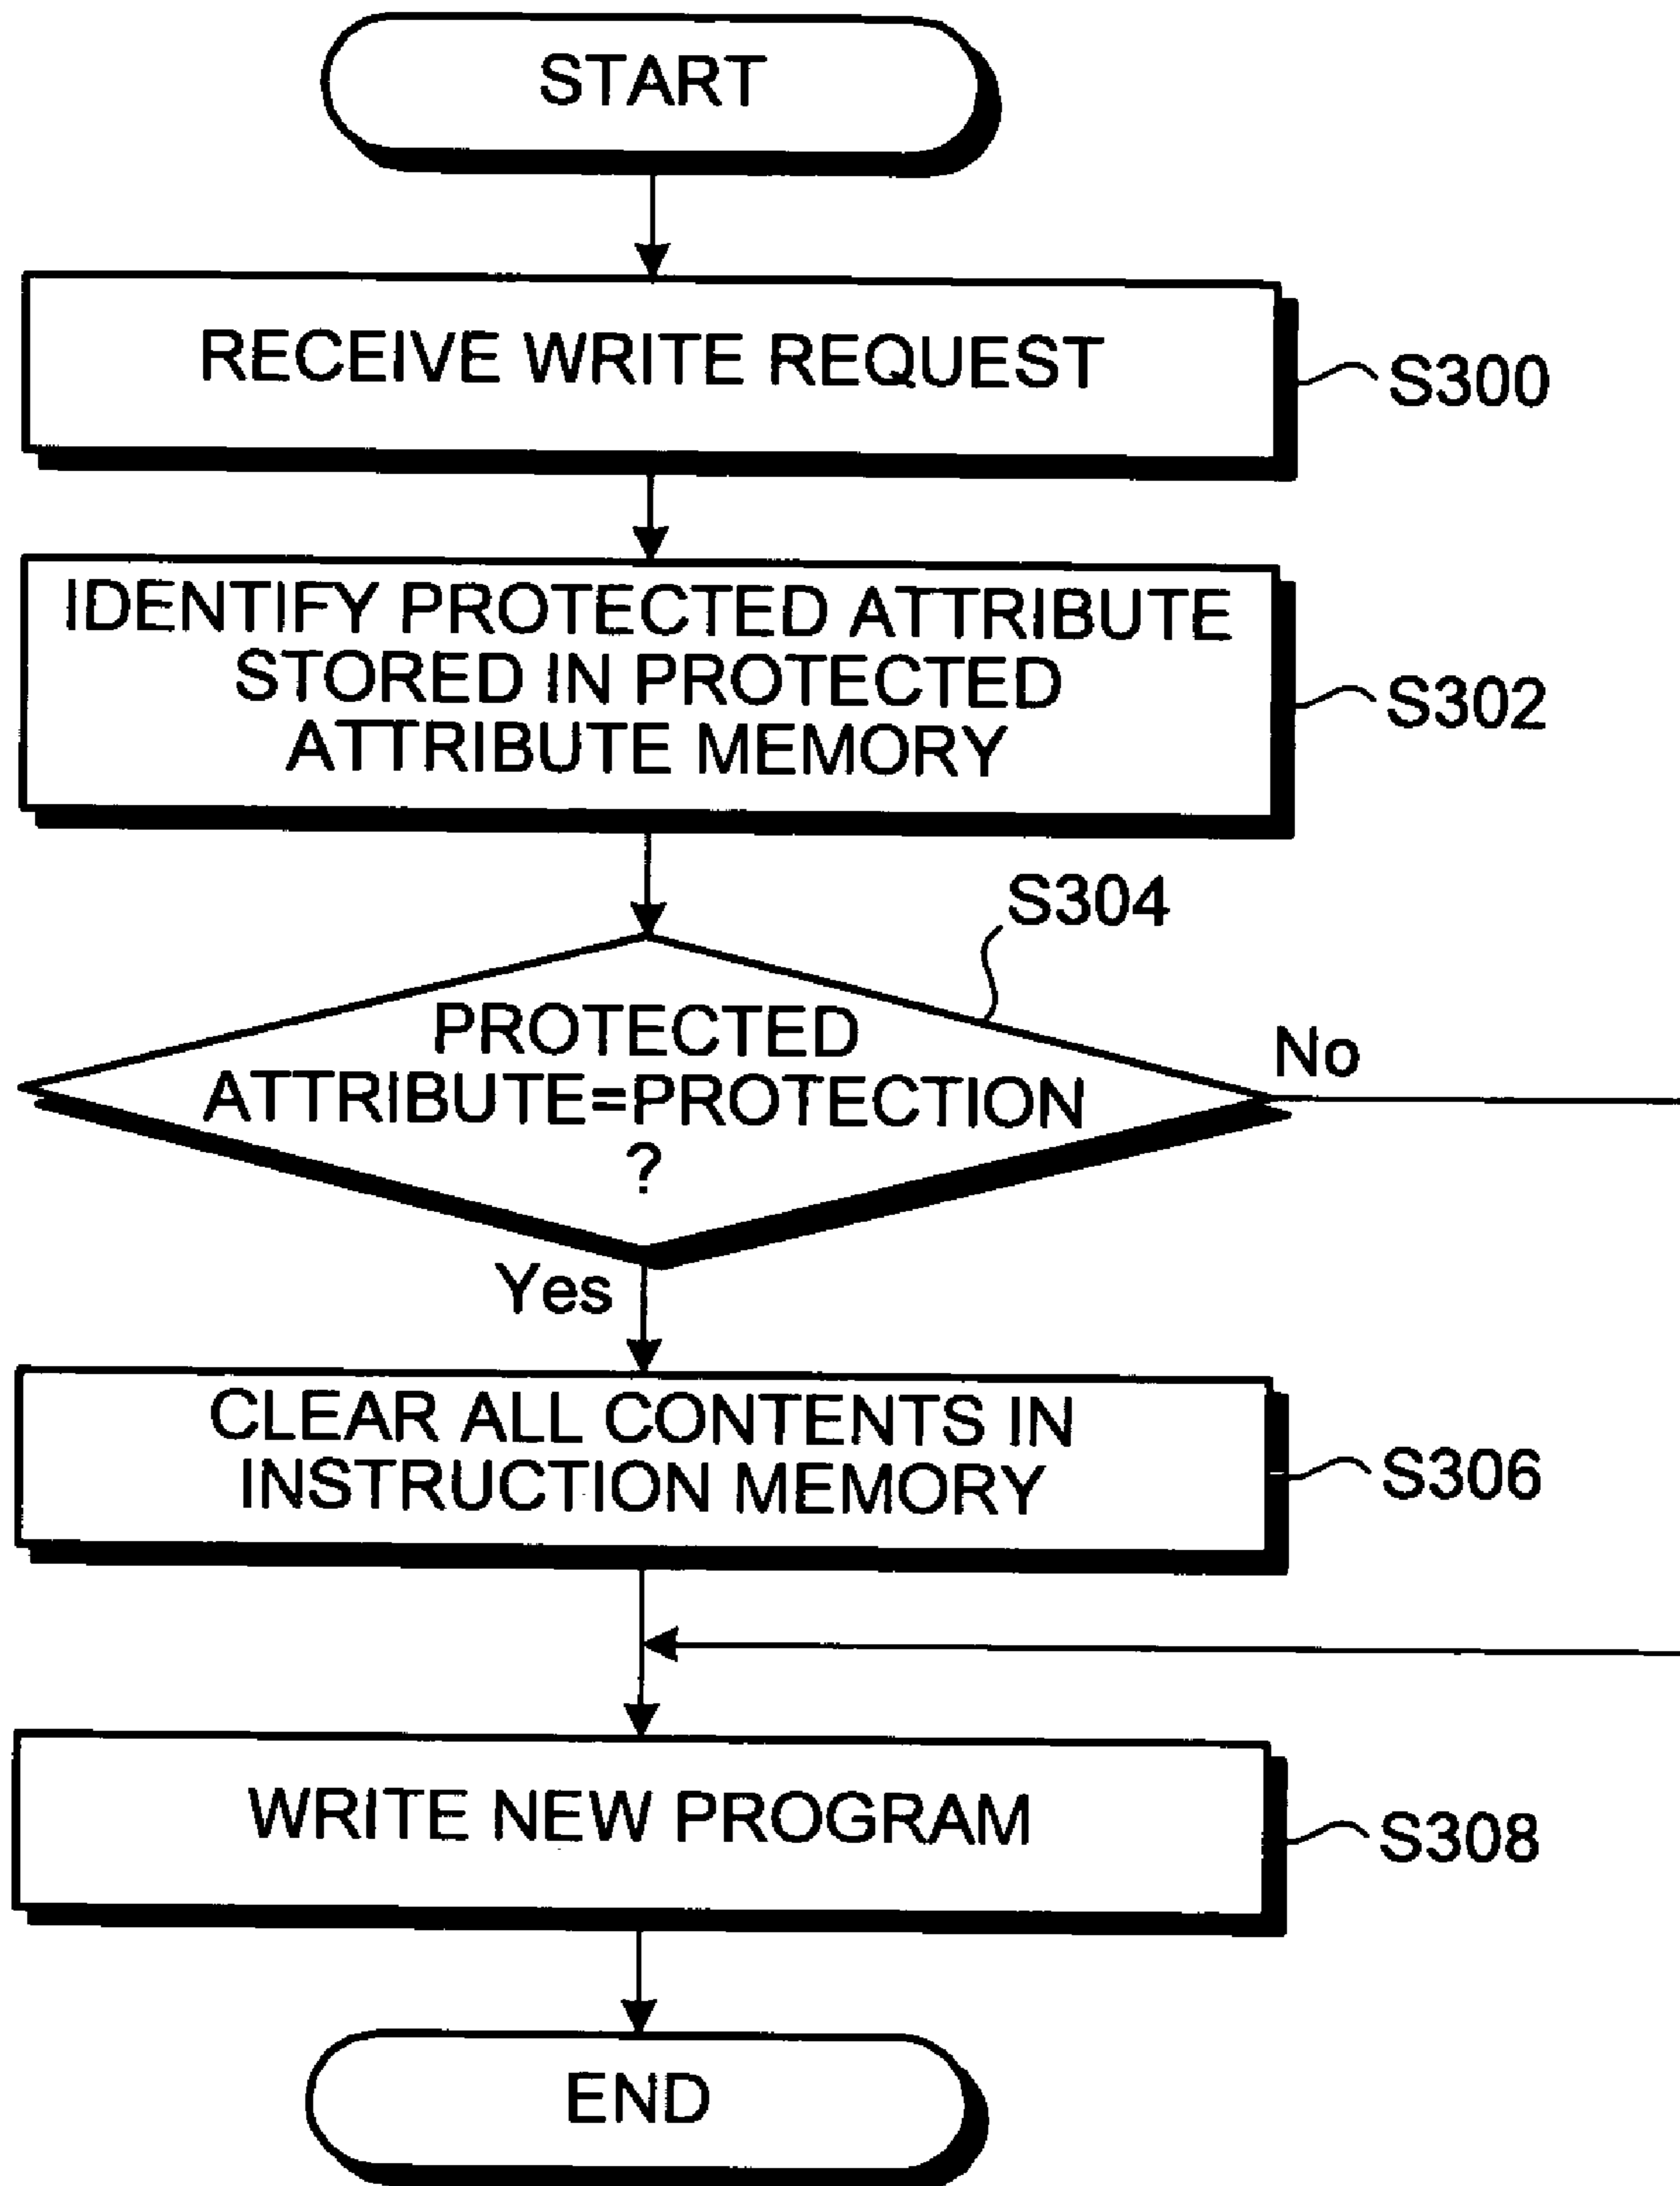 START
RECEIVE WRITE REQUEST
S300
IDENTIFY PROTECTED ATTRIBUTE
STORED IN PROTECTED
ATTRIBUTE MEMORY
S302
S304
PROTECTED
ATTRIBUTE=PROTECTION
?
No
Yes
CLEAR ALL CONTENTS IN
INSTRUCTION MEMORY
S306
WRITE NEW PROGRAM
S308
END